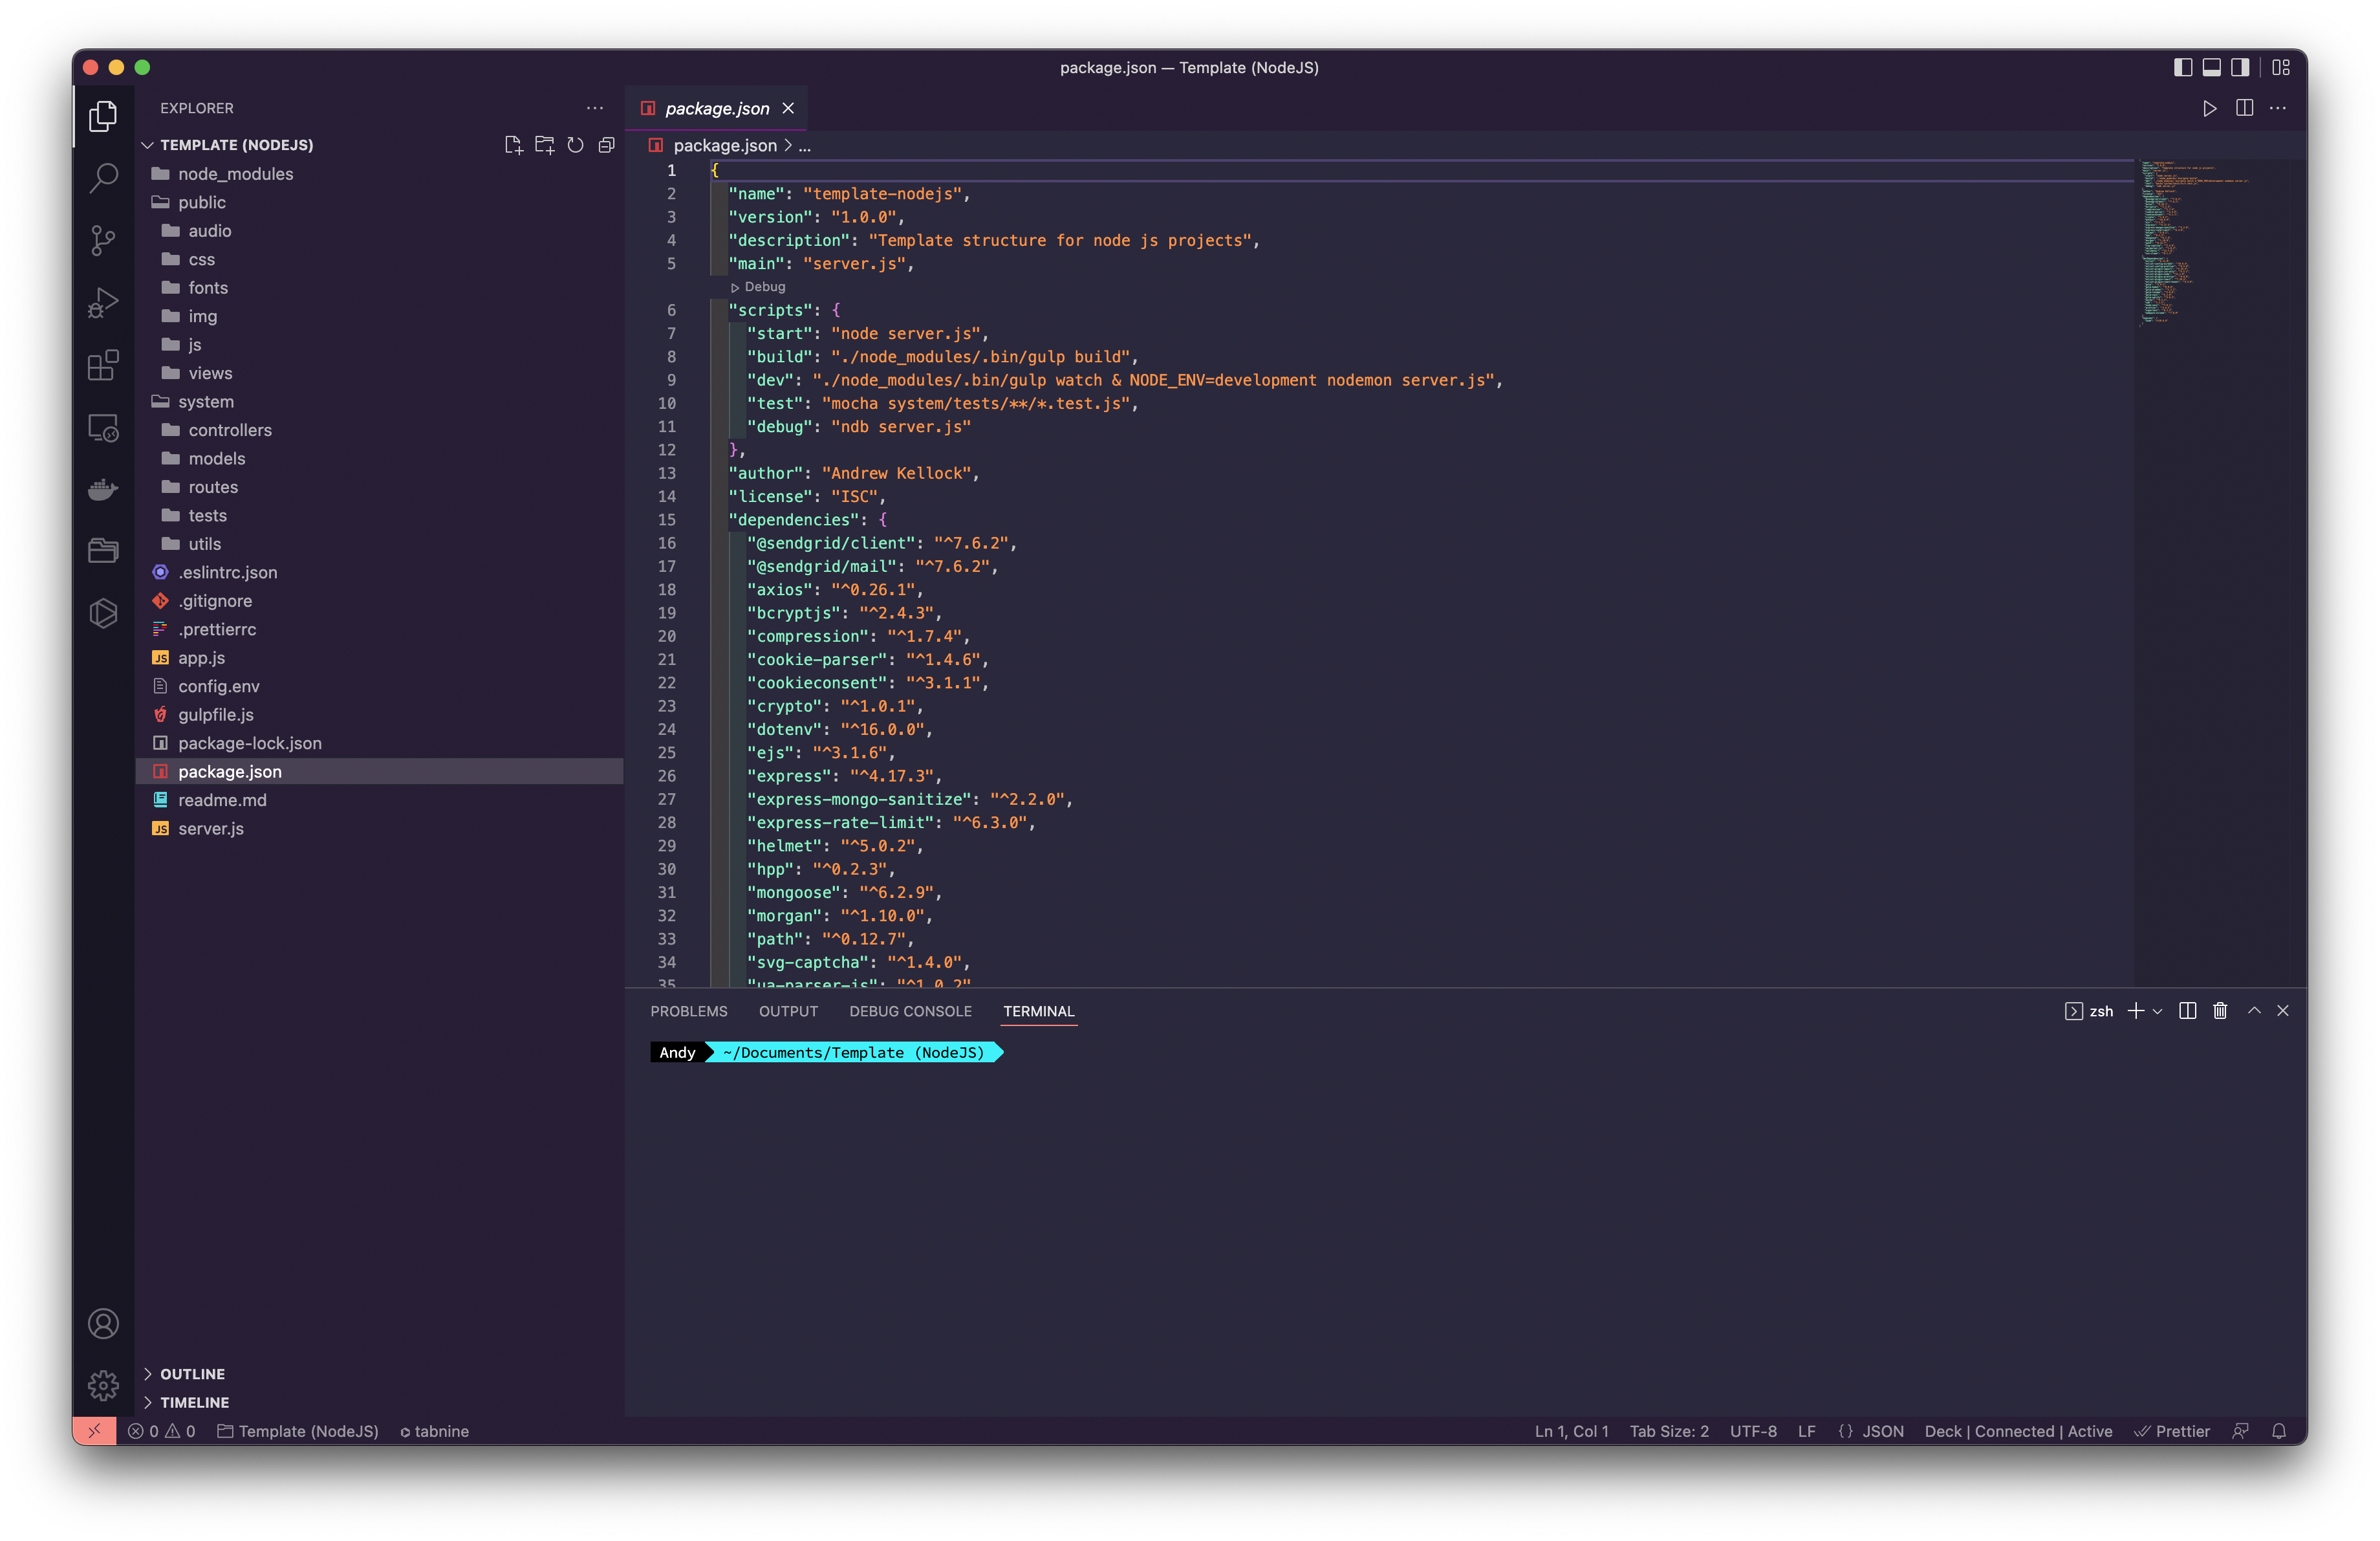 package.json — Template (NodeJS)
EXPLORER
TEMPLATE (NODEJS)
node_modules
public
audio
css
fonts
img
js
views
system
controllers
models
routes
tests
utils
.eslintrc.json
.gitignore
.prettierrc
JS app.js
config.env
gulpfile.js
package-lock.json
package.json
readme.md
JS server.js
OUTLINE
TIMELINE
package.json
package.json > ...
1 {
2 "name": "template-nodejs",
3 "version": "1.0.0",
4 "description": "Template structure for node js projects",
5 "main": "server.js",
Debug
6 "scripts": {
7 "start": "node server.js",
8 "build": "./node_modules/.bin/gulp build",
9 "dev": "./node_modules/.bin/gulp watch & NODE_ENV=development nodemon server.js",
10 "test": "mocha system/tests/**/*.test.js",
11 "debug": "ndb server.js"
12 },
13 "author": "Andrew Kellock",
14 "license": "ISC",
15 "dependencies": {
16 "@sendgrid/client": "^7.6.2",
17 "@sendgrid/mail": "^7.6.2",
18 "axios": "^0.26.1",
19 "bcryptjs": "^2.4.3",
20 "compression": "^1.7.4",
21 "cookie-parser": "^1.4.6",
22 "cookieconsent": "^3.1.1",
23 "crypto": "^1.0.1",
24 "dotenv": "^16.0.0",
25 "ejs": "^3.1.6",
26 "express": "^4.17.3",
27 "express-mongo-sanitize": "^2.2.0",
28 "express-rate-limit": "^6.3.0",
29 "helmet": "^5.0.2",
30 "hpp": "^0.2.3",
31 "mongoose": "^6.2.9",
32 "morgan": "^1.10.0",
33 "path": "^0.12.7",
34 "svg-captcha": "^1.4.0",
35 "ua-parser-js": "^1.0.2"
PROBLEMS OUTPUT DEBUG CONSOLE TERMINAL
zsh
Andy ~/Documents/Template (NodeJS)
0 0 Template (NodeJS) tabnine
Ln 1, Col 1 Tab Size: 2 UTF-8 LF {} JSON Deck | Connected | Active Prettier